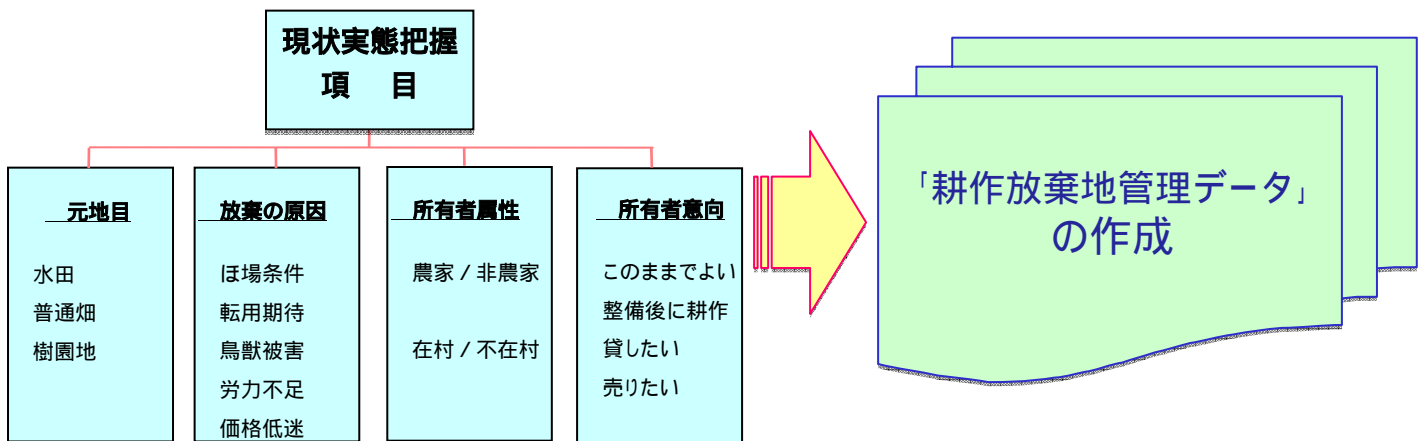 現状実態把握
項　目
元地目
水田
普通畑
樹園地
放棄の原因
ほ場条件
転用期待
鳥獣被害
労力不足
価格低迷
所有者属性
農家 / 非農家
在村 / 不在村
所有者意向
このままでよい
整備後に耕作
貸したい
売りたい
「耕作放棄地管理データ」
の作成